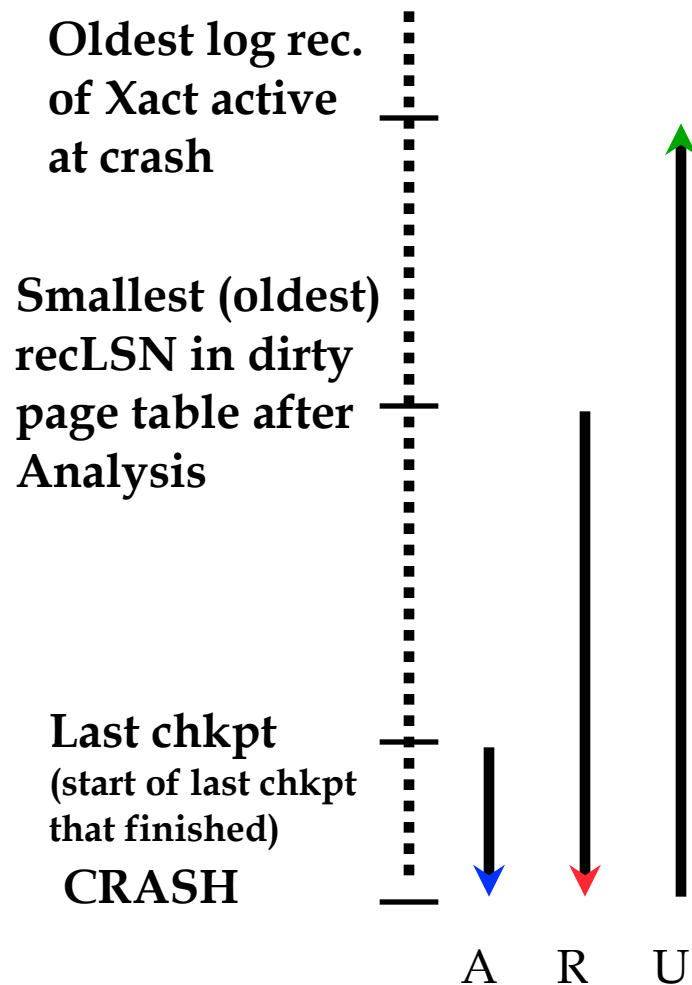 Oldest log rec.
of Xact active
at crash
Smallest (oldest)
recLSN in dirty
page table after
Analysis
Last chkpt
(start of last chkpt
that finished)
CRASH
A R U